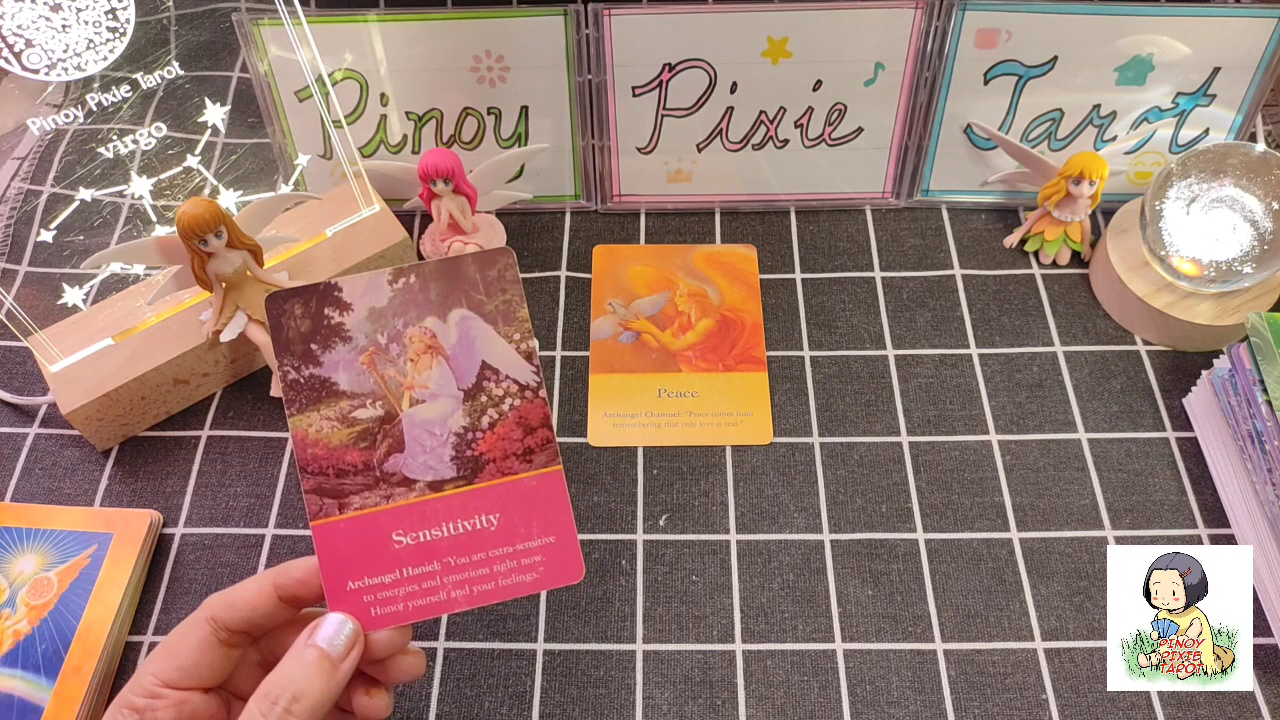 Pinoy Pixie Tarot
virgo
Pinoy
Pixie
Tarot
Peace
Archangel Chamuel: "Peace comes from
remembering that only love is real."
Sensitivity
Archangel Haniel: "You are extra-sensitive
to energies and emotions right now.
Honor yourself and your feelings."
PINOY
PIXIE
TAROT